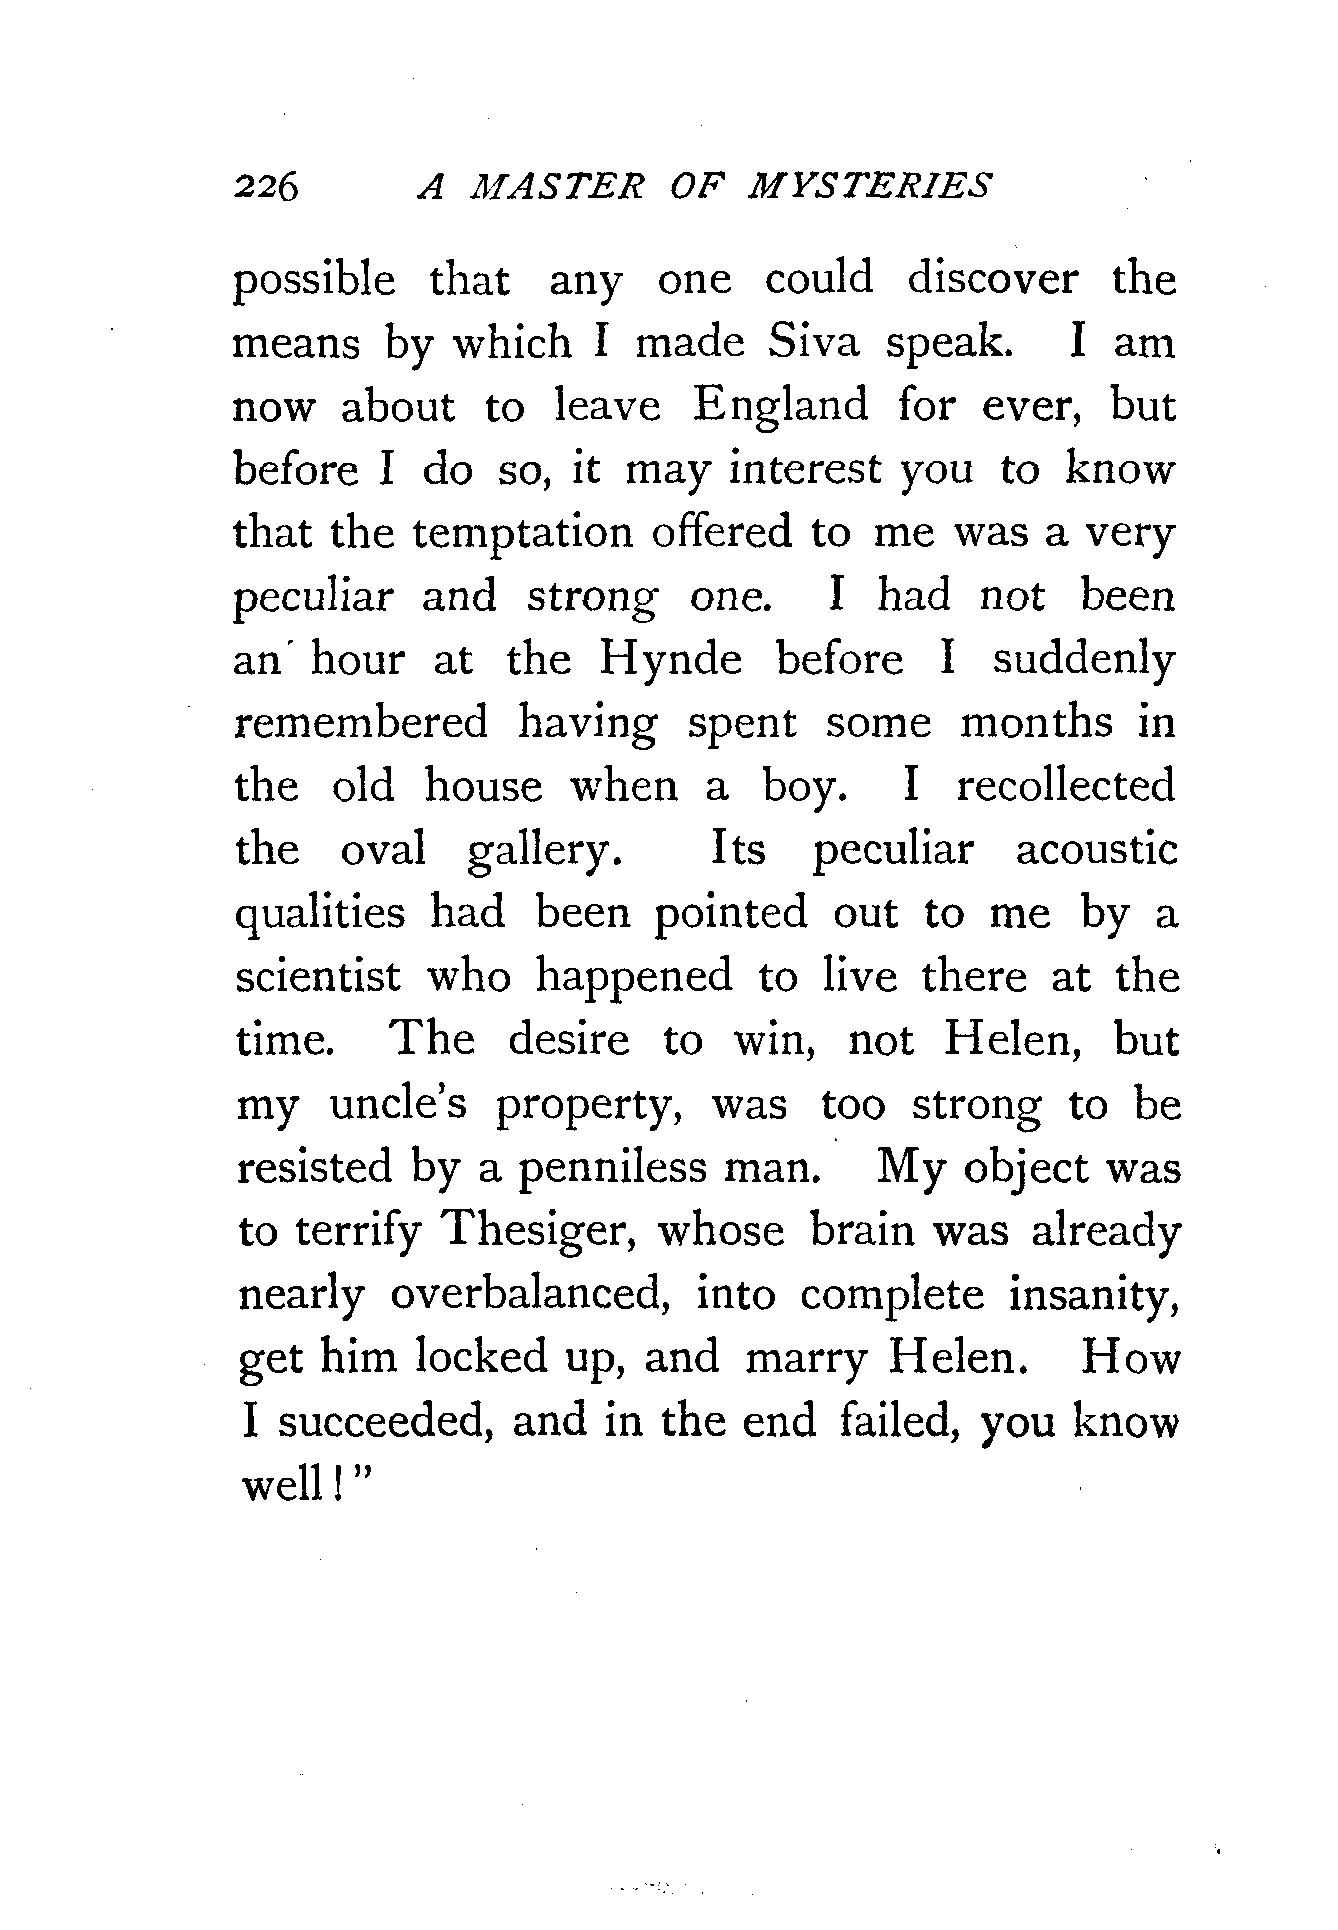 226 A MASTER OF MYSTERIES
possible that any one could discover the
means by which I made Siva speak. I am
now about to leave England for ever, but
before I do so, it may interest you to know
that the temptation offered to me was a very
peculiar and strong one. I had not been
an hour at the Hynde before I suddenly
remembered having spent some months in
the old house when a boy. I recollected
the oval gallery. Its peculiar acoustic
qualities had been pointed out to me by a
scientist who happened to live there at the
time. The desire to win, not Helen, but
my uncle's property, was too strong to be
resisted by a penniless man. My object was
to terrify Thesiger, whose brain was already
nearly overbalanced, into complete insanity,
get him locked up, and marry Helen. How
I succeeded, and in the end failed, you know
well!"